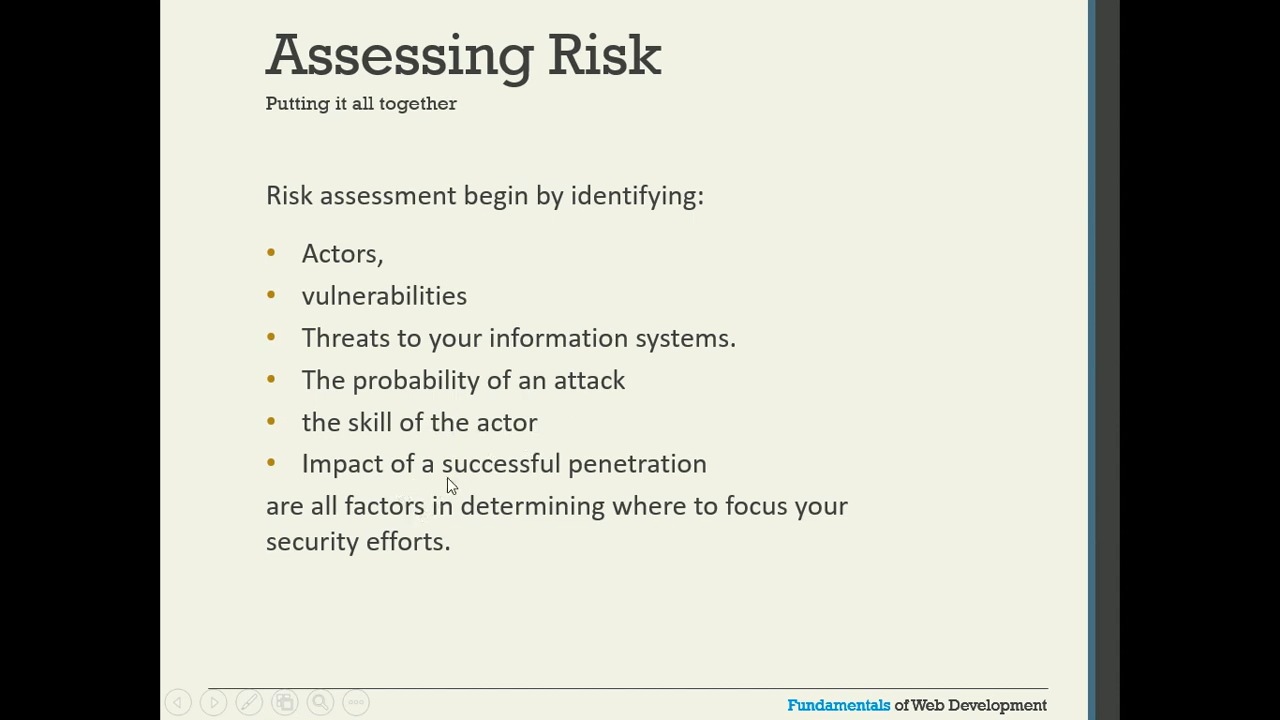 Assessing Risk
Putting it all together
Risk assessment begin by identifying:
• Actors,
• vulnerabilities
• Threats to your information systems.
• The probability of an attack
• the skill of the actor
• Impact of a successful penetration
are all factors in determining where to focus your
security efforts.
Fundamentals of Web Development